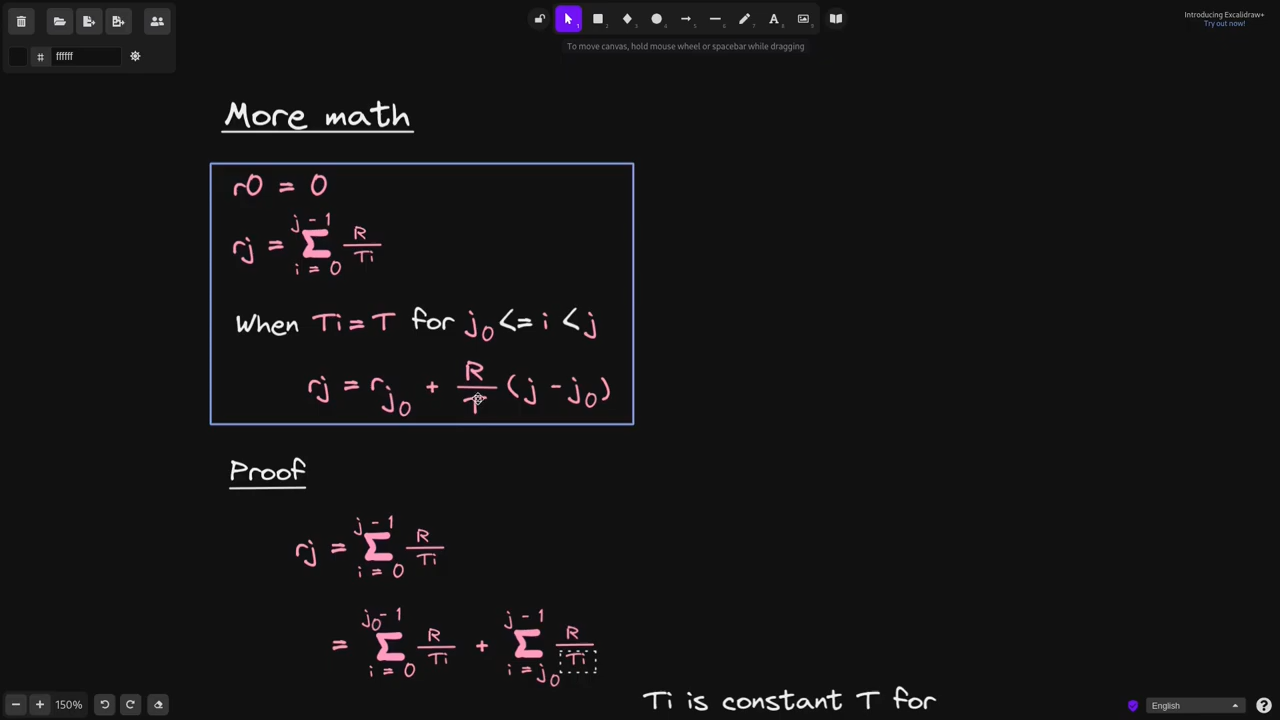 Introducing Excalidraw+
Try out now!
# ffffff
To move canvas, hold mouse wheel or spacebar while dragging
More math
r0 = 0
rj = j - 1 Σ i = 0 R / Ti
When Ti = T for j0 <= i < j
rj = rj0 + R / T (j - j0)
Proof
rj = j - 1 Σ i = 0 R / Ti
= j0 - 1 Σ i = 0 R / Ti + j - 1 Σ i = j0 R / Ti
Ti is constant T for
150%
English